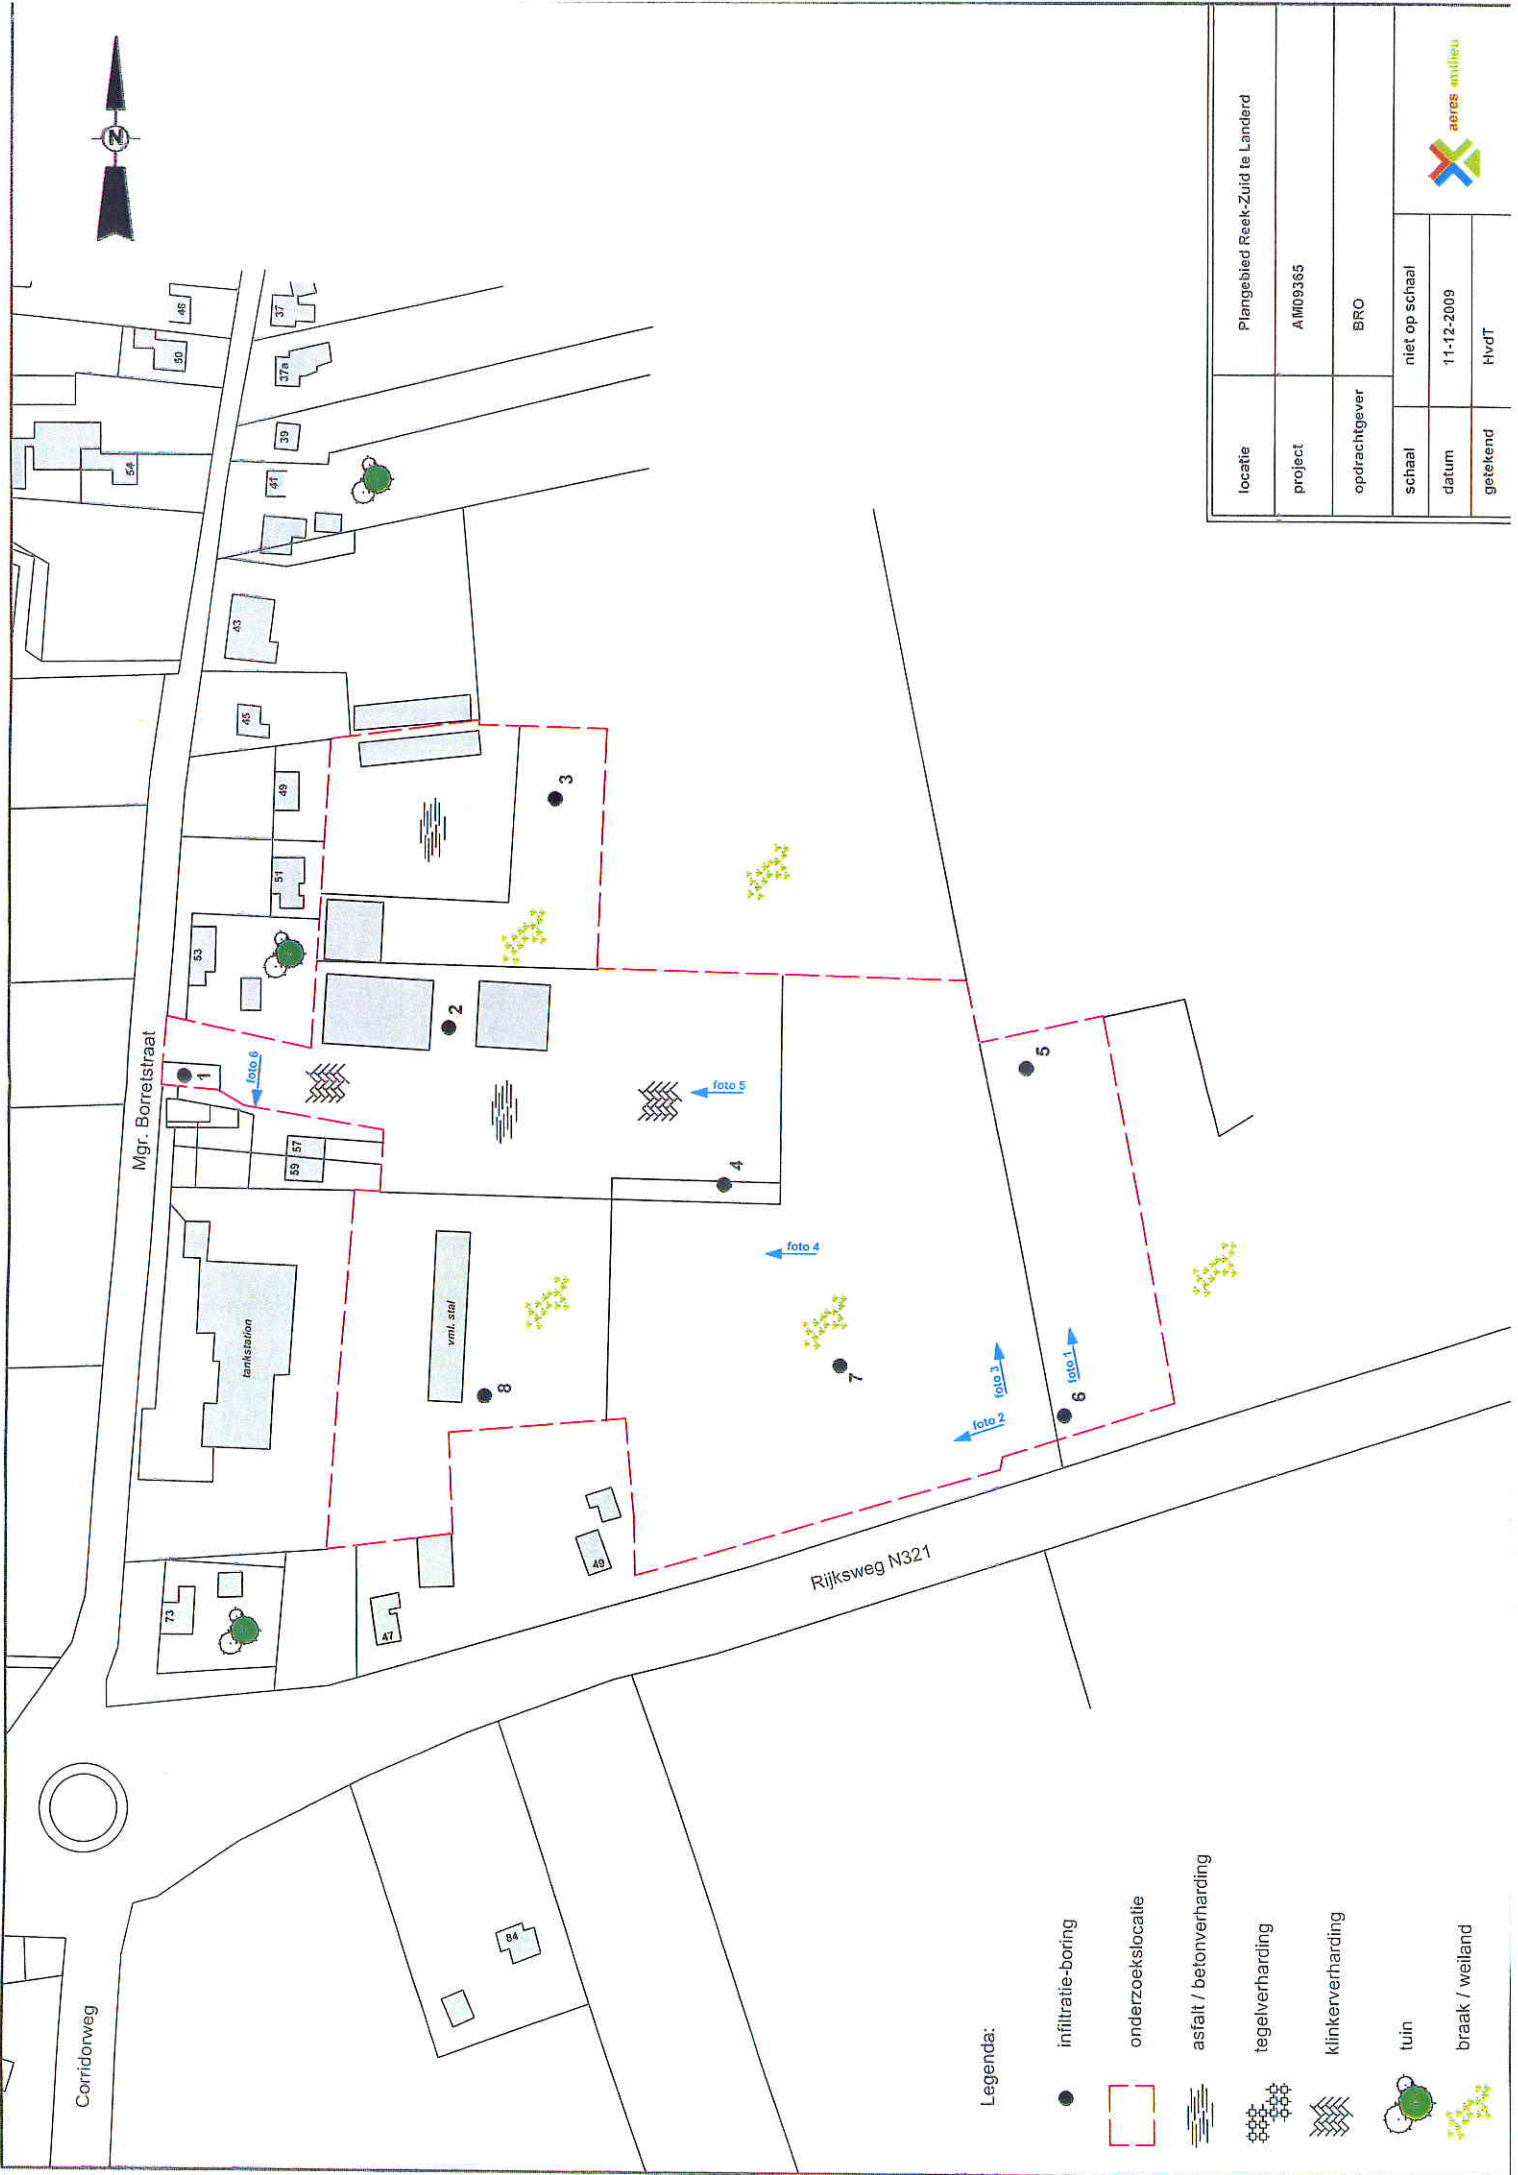 N
48
50
54
37
37a
39
41
43
45
49
51
53
Mgr. Borretstraat
1
foto 6
2
3
foto 5
57
59
4
5
foto 4
tankstation
vml. stal
8
7
foto 3
foto 1
6
foto 2
49
47
73
Rijksweg N321
84
Corridorweg
Legenda:
infiltratie-boring
onderzoekslocatie
asfalt / betonverharding
tegelverharding
klinkerverharding
tuin
braak / weiland
locatie Plangebied Reek-Zuid te Landerd
project AM09365
opdrachtgever BRO
schaal niet op schaal
datum 11-12-2009
getekend HvdT
aeres milieu